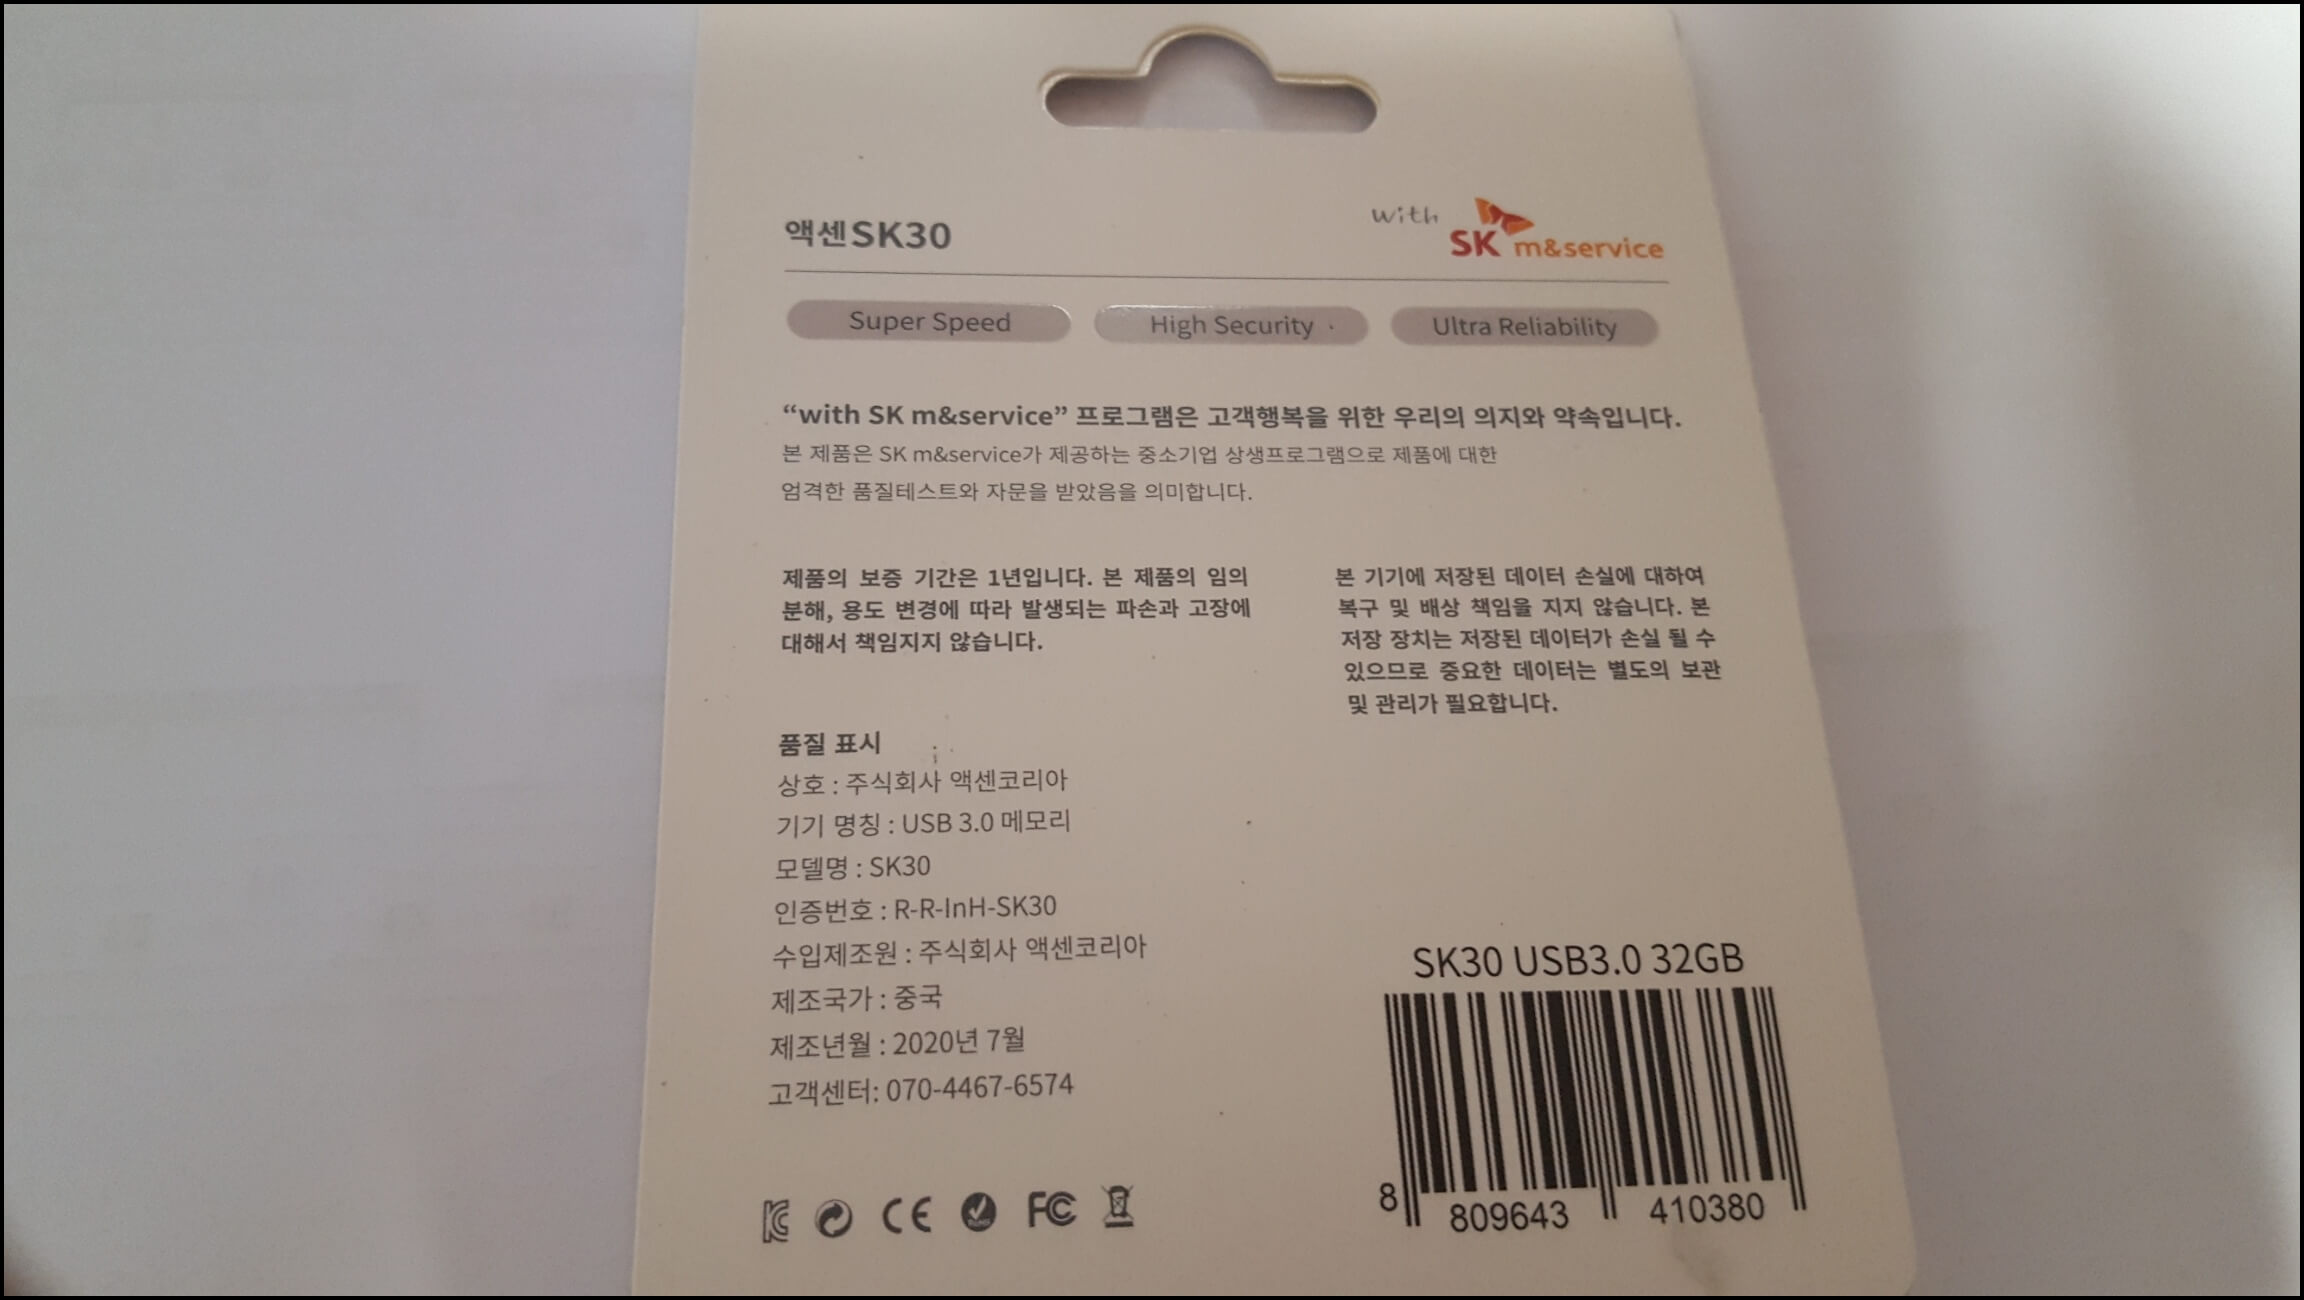 액센SK30
with SK m&service
Super Speed
High Security
Ultra Reliability
“with SK m&service” 프로그램은 고객행복을 위한 우리의 의지와 약속입니다.
본 제품은 SK m&service가 제공하는 중소기업 상생프로그램으로 제품에 대한
엄격한 품질테스트와 자문을 받았음을 의미합니다.
제품의 보증 기간은 1년입니다. 본 제품의 임의
분해, 용도 변경에 따라 발생되는 파손과 고장에
대해서 책임지지 않습니다.
본 기기에 저장된 데이터 손실에 대하여
복구 및 배상 책임을 지지 않습니다. 본
저장 장치는 저장된 데이터가 손실 될 수
있으므로 중요한 데이터는 별도의 보관
및 관리가 필요합니다.
품질 표시
상호 : 주식회사 액센코리아
기기 명칭 : USB 3.0 메모리
모델명 : SK30
인증번호 : R-R-InH-SK30
수입제조원 : 주식회사 액센코리아
제조국가 : 중국
제조년월 : 2020년 7월
고객센터: 070-4467-6574
KC CE RoHS FC
SK30 USB3.0 32GB
8 809643 410380